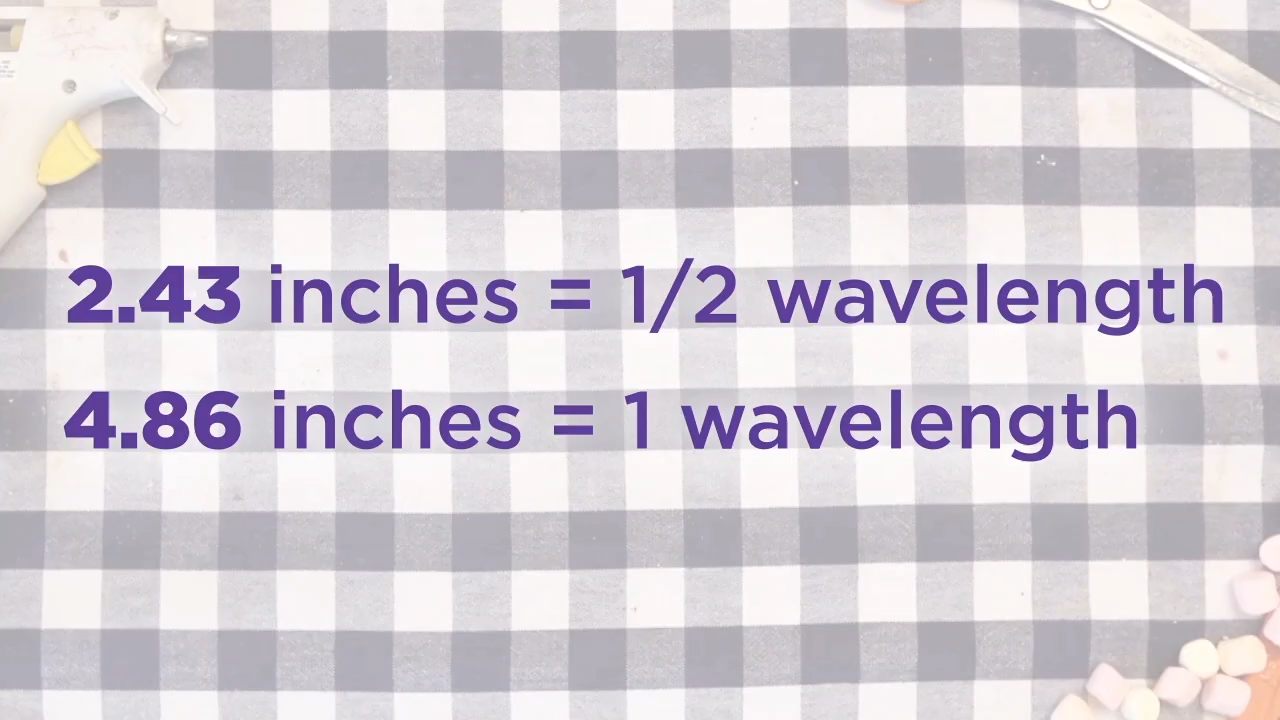 2.43 inches = 1/2 wavelength
4.86 inches = 1 wavelength